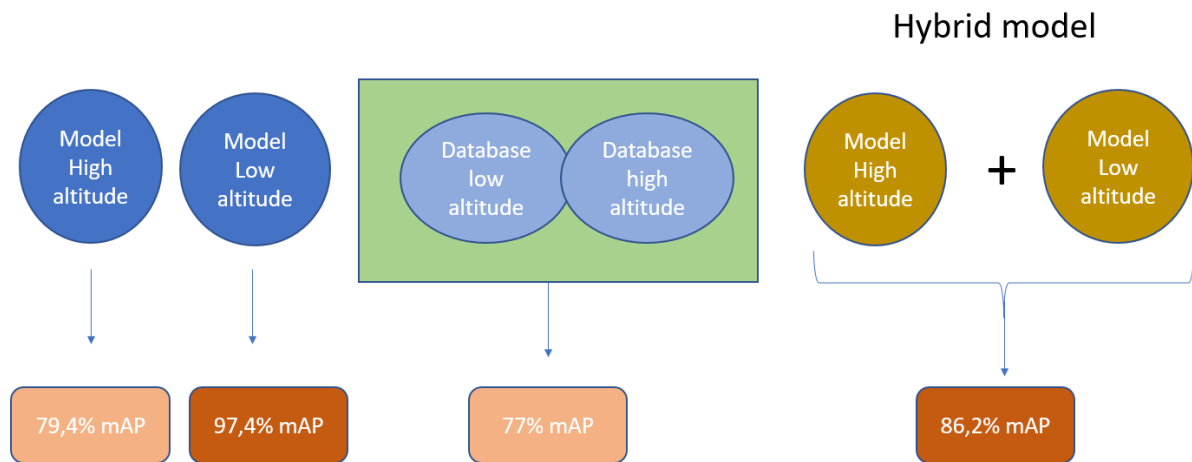 Hybrid model
Model
High
altitude
Model
Low
altitude
Database
low
altitude
Database
high
altitude
Model
High
altitude
+
Model
Low
altitude
79,4% mAP
97,4% mAP
77% mAP
86,2% mAP